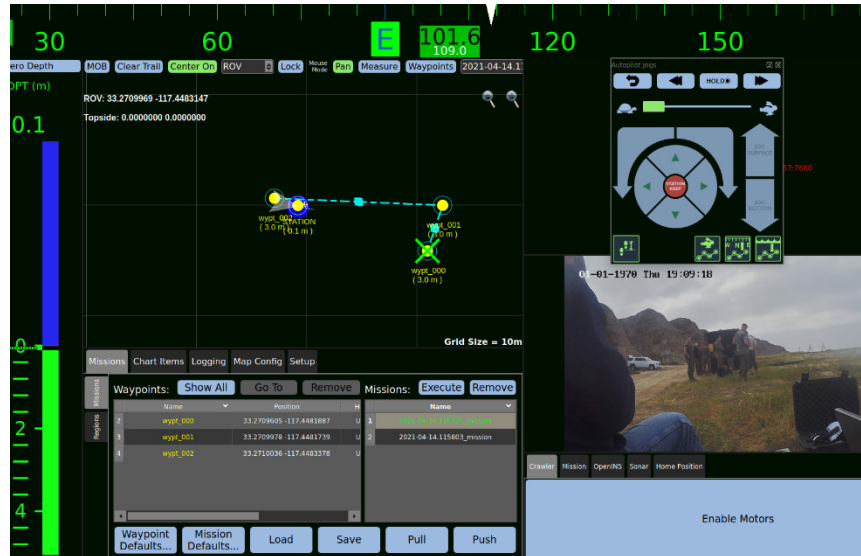 30 60 E 101.6 120 150
109.0
ero Depth MOB Clear Trail Center On ROV Lock Mouse Mode Pan Measure Waypoints 2021-04-14.1
Autopilot Jogs
HOLD
DPT (m)
ROV: 33.2709969 -117.4483147
Topside: 0.0000000 0.0000000
0.1
JOG SURFACE
STATION KEEP
JOG BOTTOM
57:7660
wypt_002
( 3.0 m )
STATION
( 0.1 m )
wypt_001
( 3.0 m )
wypt_000
( 3.0 m )
W N E
01-01-1970 Thu 19:09:18
Grid Size = 10m
0
Missions Chart Items Logging Map Config Setup
Missions
Regions
Waypoints: Show All Go To Remove Missions: Execute Remove
Name Position H Name
2 wypt_000 33.2709605 -117.4481887 U 1
3 wypt_001 33.2709978 -117.4481739 U 2 2021-04-14.115803_mission
4 wypt_002 33.2710036 -117.4483376 U
2
4
Crawler Mission OpenINS Sonar Home Position
Enable Motors
Waypoint Defaults... Mission Defaults... Load Save Pull Push